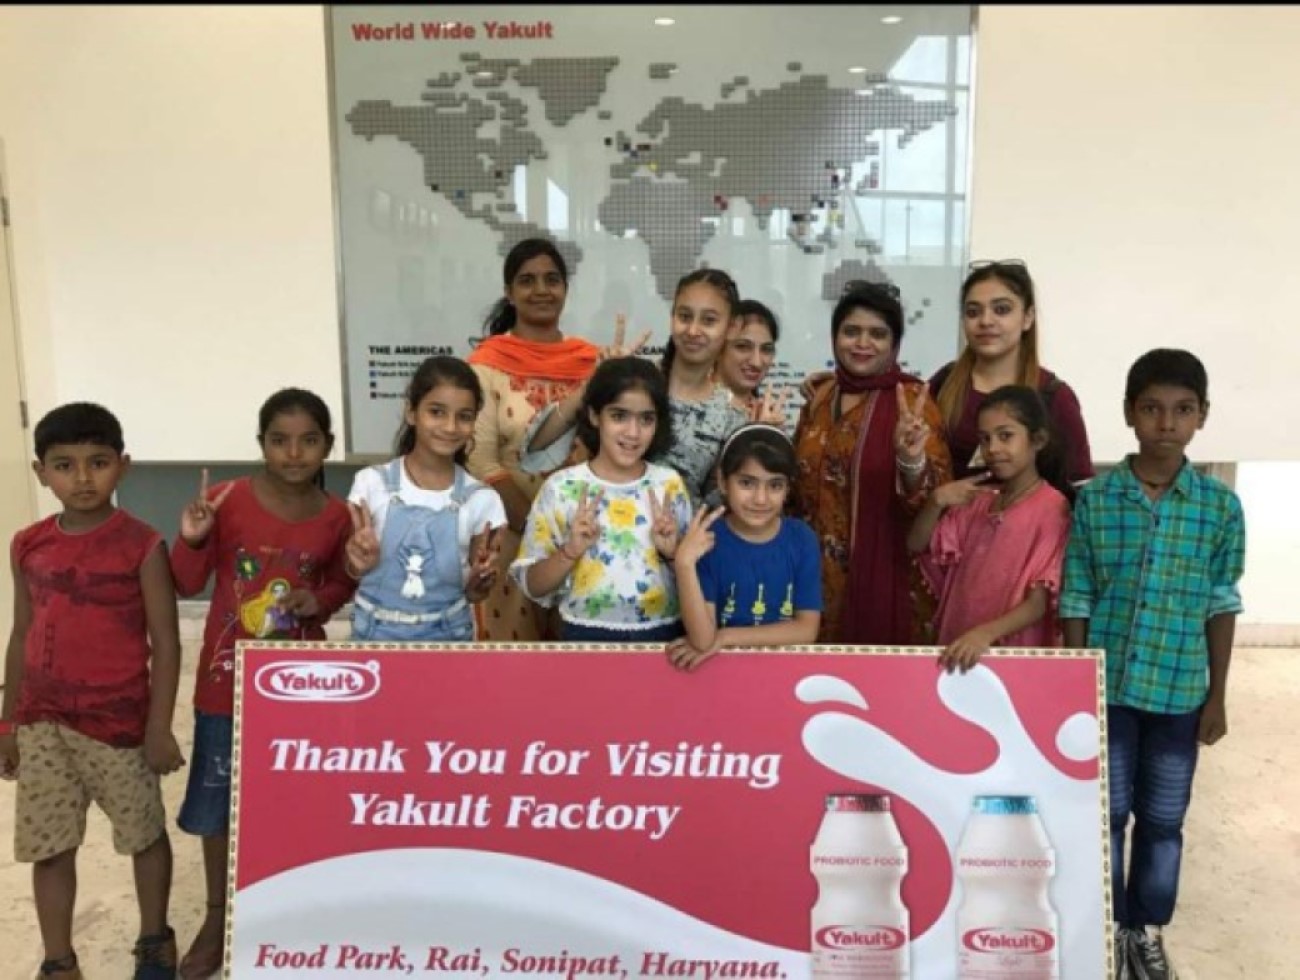 World Wide Yakult
THE AMERICAS
Yakult
Thank You for Visiting
Yakult Factory
PROBIOTIC FOOD
PROBIOTIC FOOD
Yakult
Yakult
Food Park, Rai, Sonipat, Haryana.